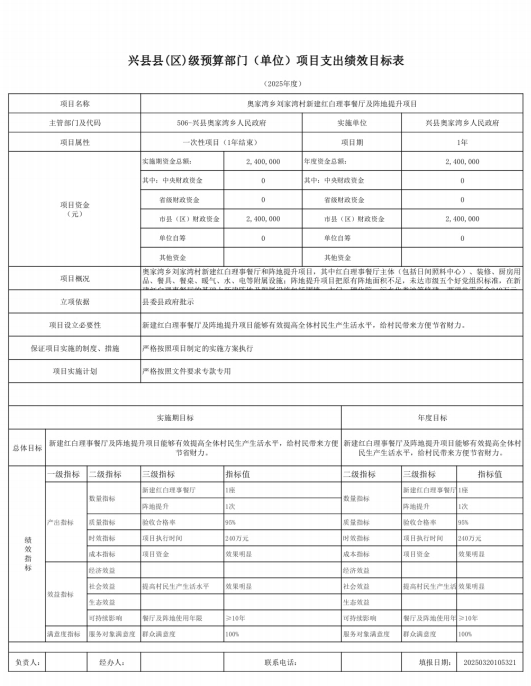 兴县县(区)级预算部门（单位）项目支出绩效目标表
（2025年度）
项目名称 奥家湾乡刘家湾村新建红白理事餐厅及阵地提升项目
主管部门及代码 506-兴县奥家湾乡人民政府 实施单位 兴县奥家湾乡人民政府
项目属性 一次性项目（1年结束） 项目期 1年
项目资金
（元）
实施期资金总额： 2,400,000 年度资金总额： 2,400,000
其中：中央财政资金 0 其中：中央财政资金 0
省级财政资金 0 省级财政资金 0
市县（区）财政资金 2,400,000 市县（区）财政资金 2,400,000
单位自筹 0 单位自筹 0
其他资金 其他资金
项目概况
奥家湾乡刘家湾村新建红白理事餐厅和阵地提升项目，其中红白理事餐厅主体（包括日间照料中心）、装修、厨房用
品、餐具、餐桌、暖气、水、电等附属设施；阵地提升项目把原有阵地面积不足，未达市级五个好党组织标准，在新
立项依据 县委县政府批示
项目设立必要性 新建红白理事餐厅及阵地提升项目能够有效提高全体村民生产生活水平，给村民带来方便节省财力。
保证项目实施的制度、措施 严格按照项目制定的实施方案执行
项目实施计划 严格按照文件要求专款专用
实施期目标 年度目标
总体目标
新建红白理事餐厅及阵地提升项目能够有效提高全体村民生产生活水平，给村民带来方便
节省财力。
新建红白理事餐厅及阵地提升项目能够有效提高全体村
民生产生活水平，给村民带来方便节省财力。
绩效指标
一级指标 二级指标 三级指标 指标值 二级指标 三级指标 指标值
产出指标
数量指标 新建红白理事餐厅 1座 数量指标 新建红白理事餐厅 1座
阵地提升 1次 阵地提升 1次
质量指标 验收合格率 95% 质量指标 验收合格率 95%
时效指标 项目执行时间 240万元 时效指标 项目执行时间 240万元
成本指标 项目资金 效果明显 成本指标 项目资金 效果明显
效益指标
经济效益 经济效益
社会效益 提高村民生产生活水平 效果明显 社会效益 提高村民生产生活 效果明显
生态效益 生态效益
可持续影响 餐厅及阵地使用年限 ≥10年 可持续影响 餐厅及阵地使用年 ≥10年
满意度指标 服务对象满意度 群众满意度 100% 服务对象满意度 群众满意度 100%
负责人： 经办人： 联系电话： 填报日期： 20250320105321